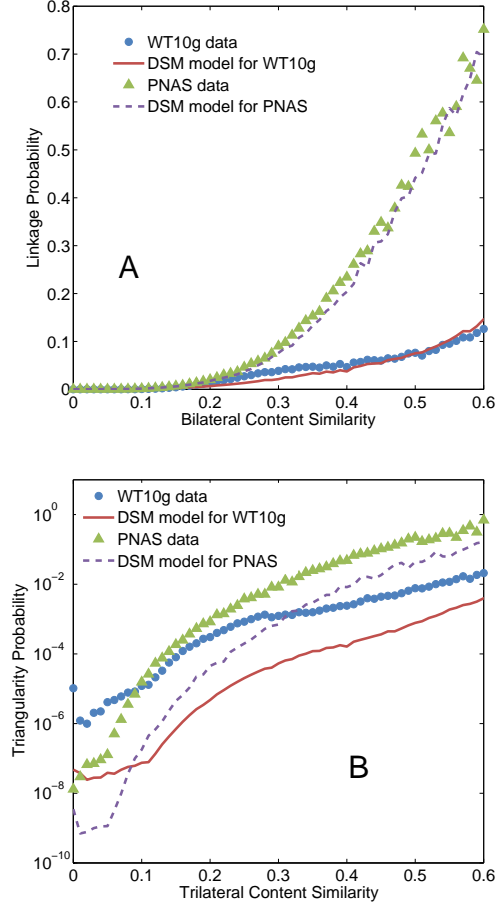 0.8
0.7
0.6
0.5
0.4
0.3
0.2
0.1
0
Linkage Probability
WT10g data
DSM model for WT10g
PNAS data
DSM model for PNAS
A
0 0.1 0.2 0.3 0.4 0.5 0.6
Bilateral Content Similarity
10^0
10^-2
10^-4
10^-6
10^-8
10^-10
Triangularity Probability
WT10g data
DSM model for WT10g
PNAS data
DSM model for PNAS
B
0 0.1 0.2 0.3 0.4 0.5 0.6
Trilateral Content Similarity